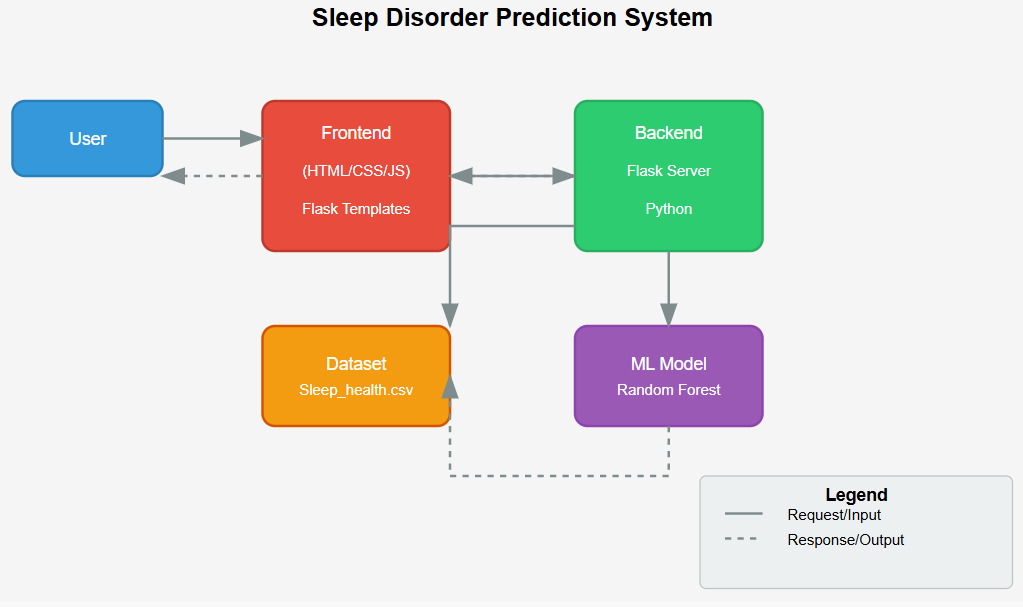 Sleep Disorder Prediction System
User
Frontend
(HTML/CSS/JS)
Flask Templates
Backend
Flask Server
Python
Dataset
Sleep_health.csv
ML Model
Random Forest
Legend
Request/Input
Response/Output